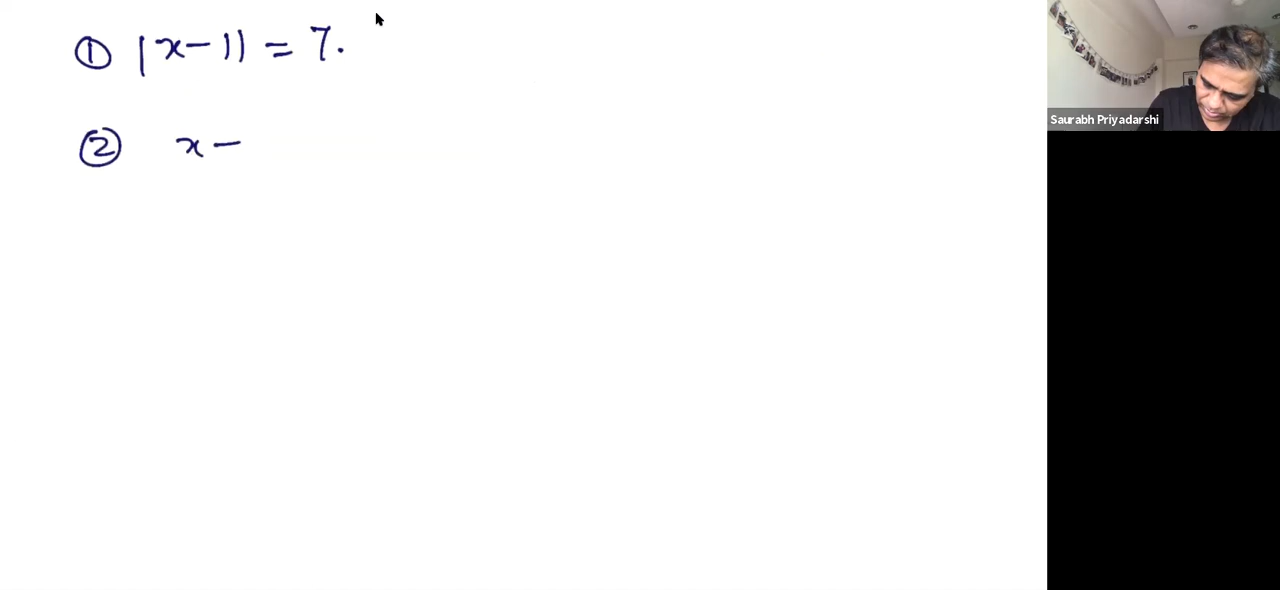 ① |x-1| = 7.
② x -
Saurabh Priyadarshi